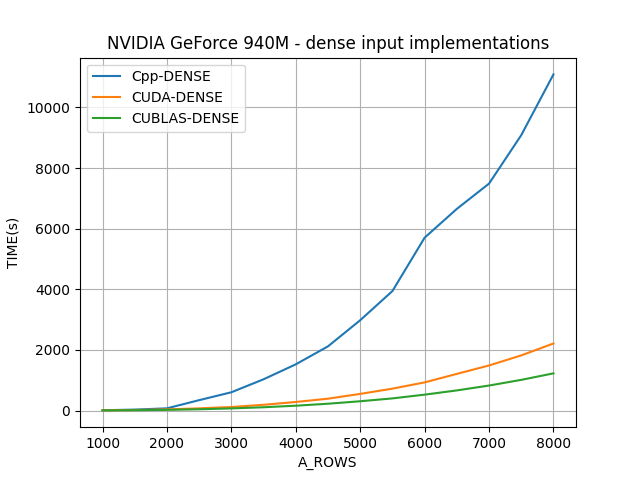 NVIDIA GeForce 940M - dense input implementations
Cpp-DENSE
CUDA-DENSE
CUBLAS-DENSE
TIME(s)
10000
8000
6000
4000
2000
0
1000 2000 3000 4000 5000 6000 7000 8000
A_ROWS